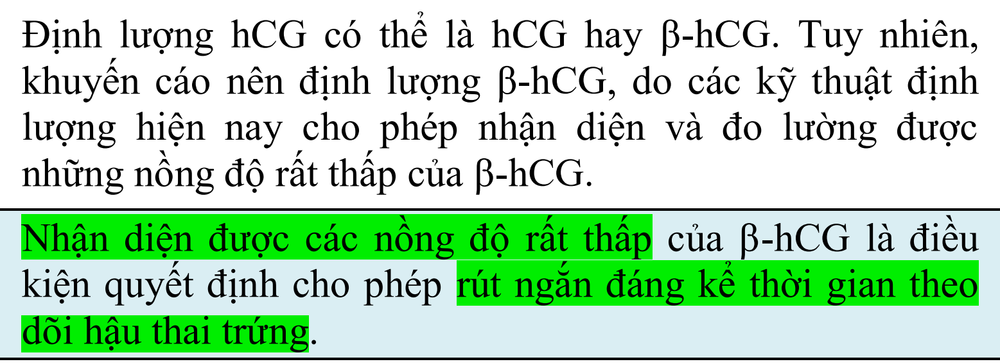 Định lượng hCG có thể là hCG hay β-hCG. Tuy nhiên,
khuyến cáo nên định lượng β-hCG, do các kỹ thuật định
lượng hiện nay cho phép nhận diện và đo lường được
những nồng độ rất thấp của β-hCG.
Nhận diện được các nồng độ rất thấp của β-hCG là điều
kiện quyết định cho phép rút ngắn đáng kể thời gian theo
dõi hậu thai trứng.